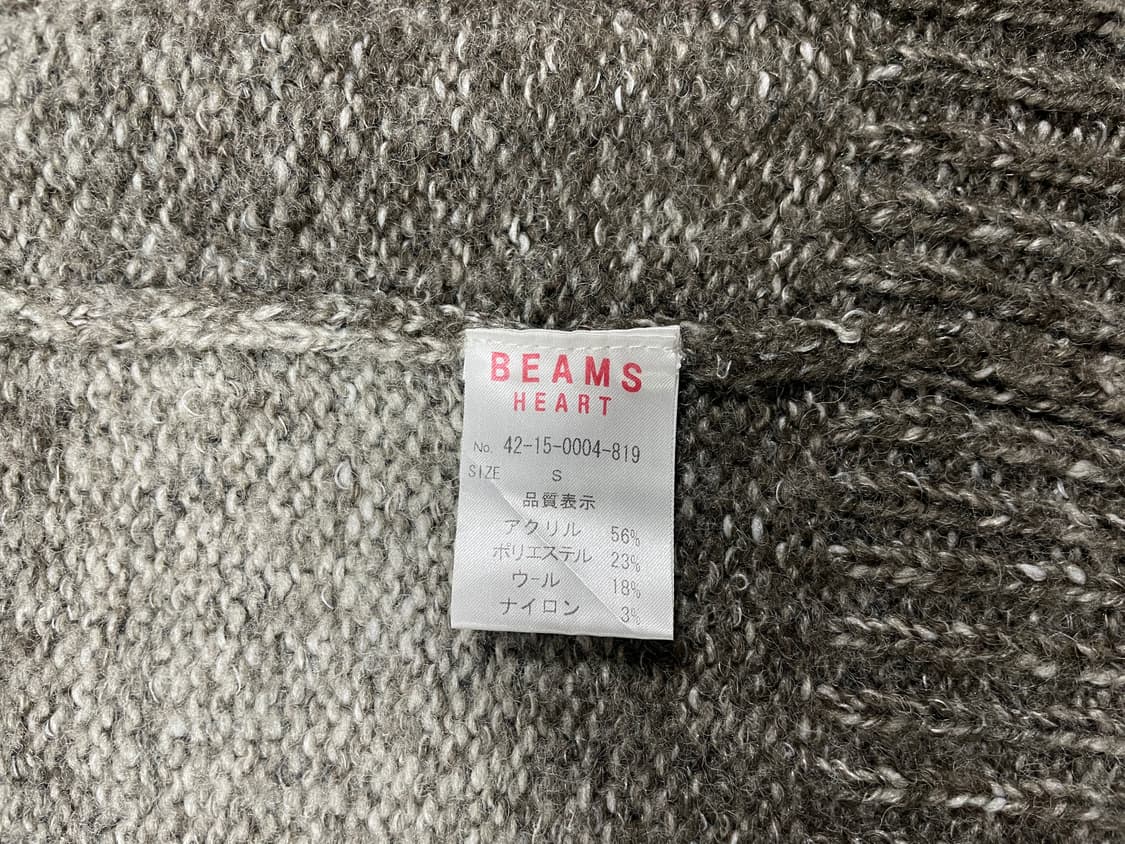 BEAMS
HEART
No. 42-15-0004-819
SIZE S
品質表示
アクリル 56%
ポリエステル 23%
ウール 18%
ナイロン 3%